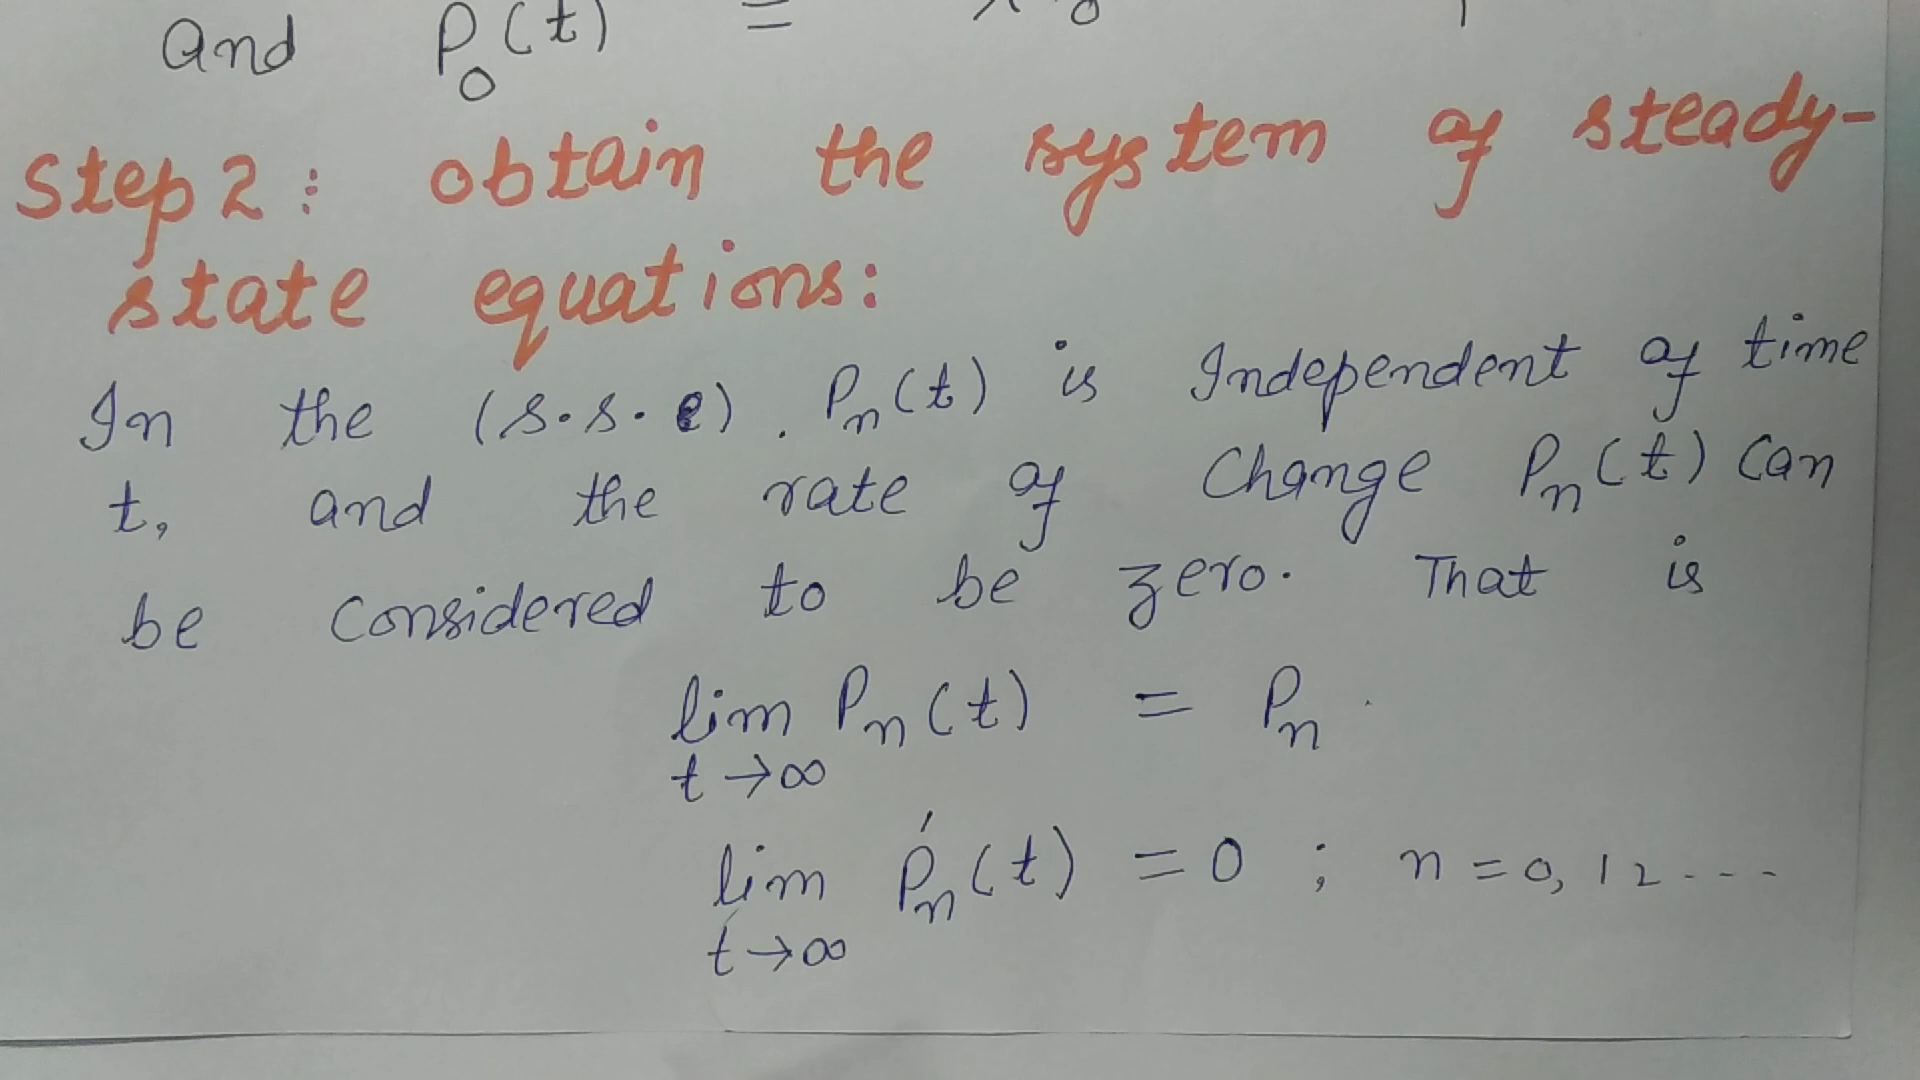 and P₀(t) =
Step 2: obtain the system of steady-
state equations:
In the (s.s.e). Pₙ(t) is Independent of time
t, and the rate of change Pₙ(t) can
be considered to be zero. That is
lim Pₙ(t) = Pₙ.
t→∞
lim P′ₙ(t) = 0 ; n = 0, 1 2 ----
t→∞